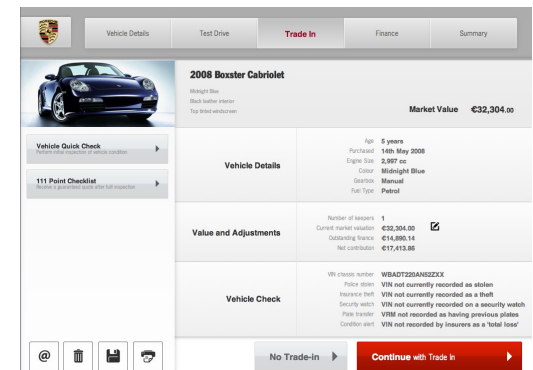 Vehicle Details
Test Drive
Trade In
Finance
Summary
2008 Boxster Cabriolet
Midnight Blue
Black leather interior
Top tinted windscreen
Market Value €32,304.00
Vehicle Quick Check
Perform initial inspection of vehicle condition
111 Point Checklist
Receive a guaranteed quote after full inspection
Vehicle Details
Age 5 years
Purchased 14th May 2008
Engine Size 2,997 cc
Colour Midnight Blue
Gearbox Manual
Fuel Type Petrol
Value and Adjustments
Number of keepers 1
Current market valuation €32,304.00
Outstanding finance €14,890.14
Net contribution €17,413.86
Vehicle Check
VIN chassis number WBADT220AN52ZXX
Police stolen VIN not currently recorded as stolen
Insurance theft VIN not currently recorded as a theft
Security watch VIN not currently recorded on a security watch
Plate transfer VRM not recorded as having previous plates
Condition alert VIN not recorded by insurers as a 'total loss'
@
No Trade-in
Continue with Trade In